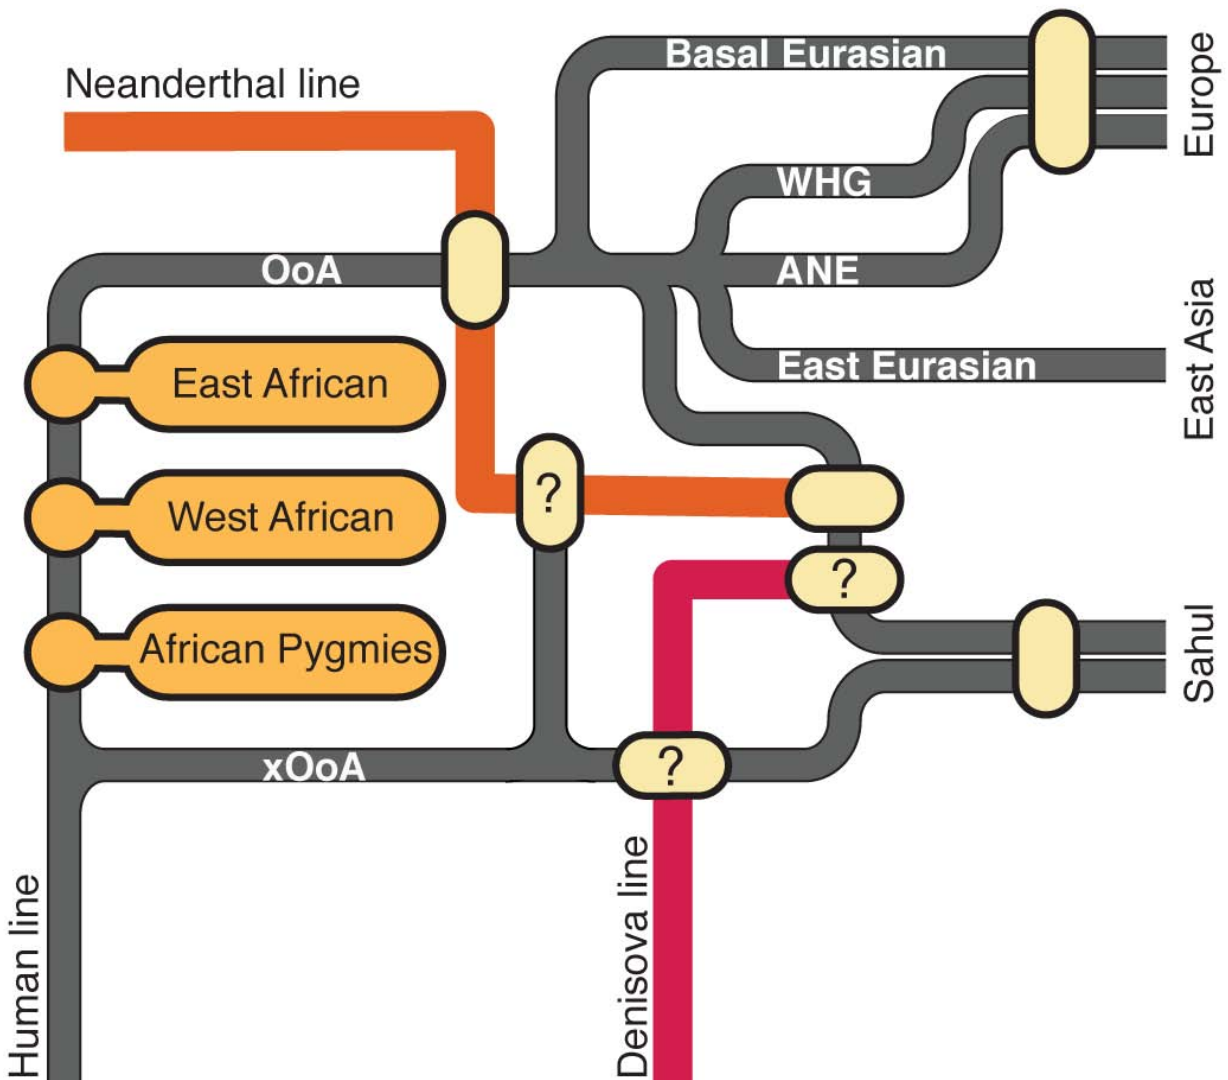 Neanderthal line
Basal Eurasian
Europe
WHG
OoA
ANE
East Asia
East African
East Eurasian
West African
?
?
African Pygmies
Sahul
xOoA
?
Human line
Denisova line